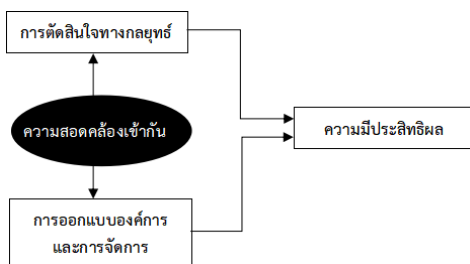 การตัดสินใจทางกลยุทธ์
ความสอดคล้องเข้ากัน
ความมีประสิทธิผล
การออกแบบองค์การ
และการจัดการ